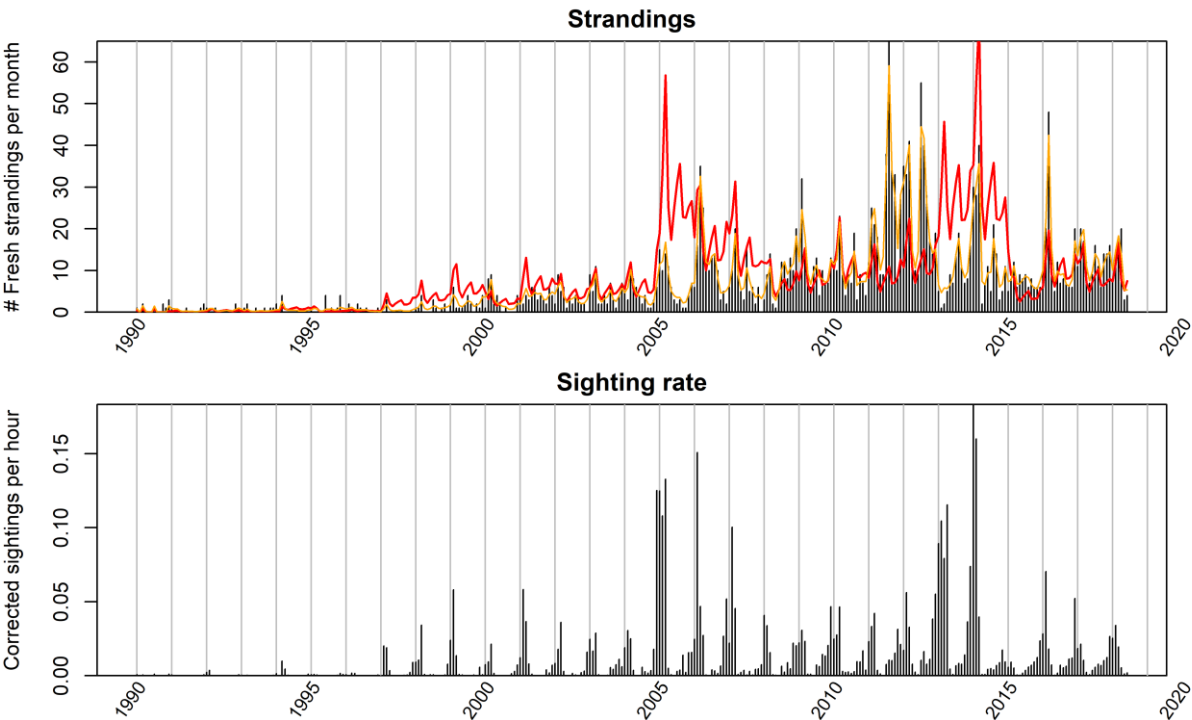 Strandings
# Fresh strandings per month
60
50
40
30
20
10
0
1990 1995 2000 2005 2010 2015 2020
Sighting rate
Corrected sightings per hour
0.15
0.10
0.05
0.00
1990 1995 2000 2005 2010 2015 2020